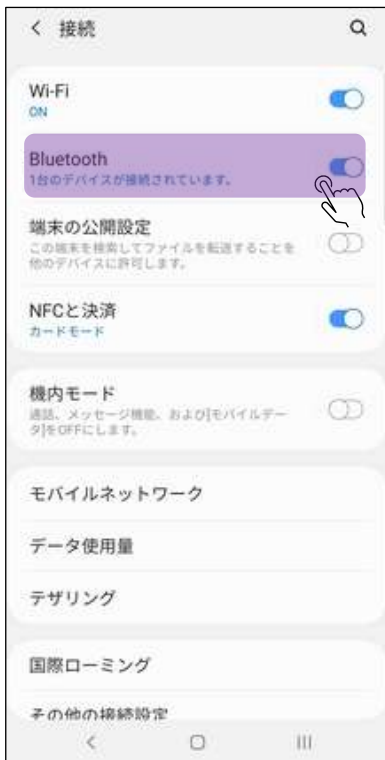 接続
Wi-Fi
ON
Bluetooth
1台のデバイスが接続されています。
端末の公開設定
この端末を検索してファイルを転送することを
他のデバイスに許可します。
NFCと決済
カードモード
機内モード
通話、メッセージ機能、および[モバイルデー
タ]をOFFにします。
モバイルネットワーク
データ使用量
テザリング
国際ローミング
その他の接続設定